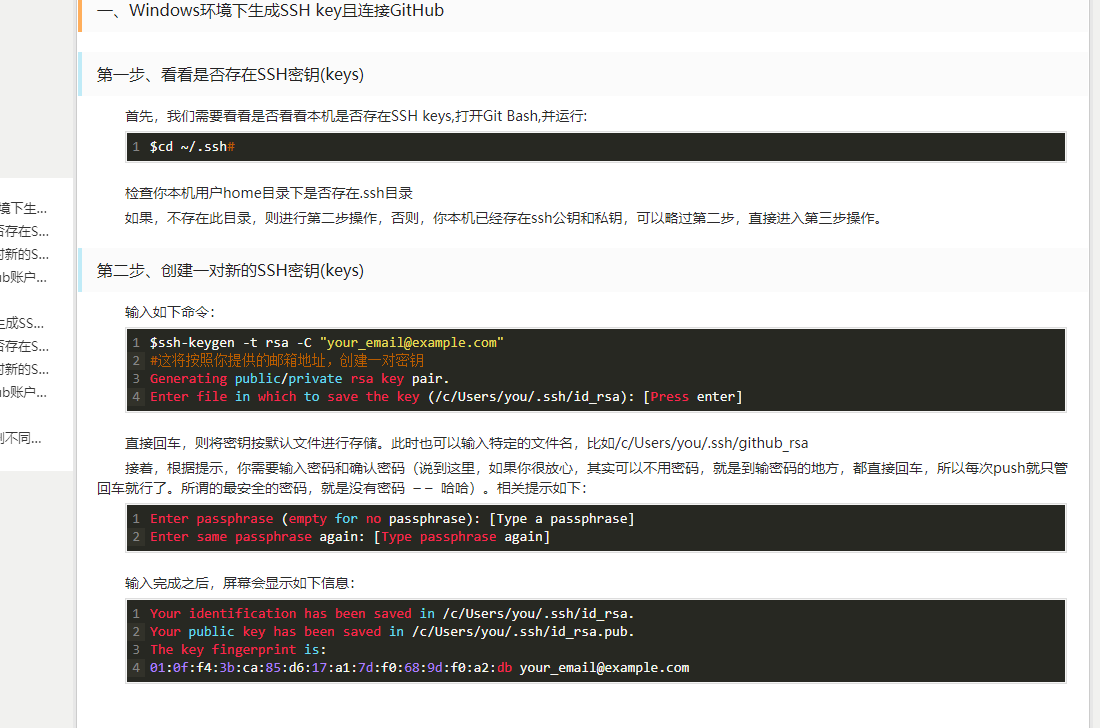 一、Windows环境下生成SSH key且连接GitHub
第一步、看看是否存在SSH密钥(keys)
首先，我们需要看看是否看看本机是否存在SSH keys,打开Git Bash,并运行:
1 $cd ~/.ssh#
检查你本机用户home目录下是否存在.ssh目录
如果，不存在此目录，则进行第二步操作，否则，你本机已经存在ssh公钥和私钥，可以略过第二步，直接进入第三步操作。
第二步、创建一对新的SSH密钥(keys)
输入如下命令：
1 $ssh-keygen -t rsa -C "your_email@example.com"
2 #这将按照你提供的邮箱地址，创建一对密钥
3 Generating public/private rsa key pair.
4 Enter file in which to save the key (/c/Users/you/.ssh/id_rsa): [Press enter]
直接回车，则将密钥按默认文件进行存储。此时也可以输入特定的文件名，比如/c/Users/you/.ssh/github_rsa
接着，根据提示，你需要输入密码和确认密码（说到这里，如果你很放心，其实可以不用密码，就是到输密码的地方，都直接回车，所以每次push就只管
回车就行了。所谓的最安全的密码，就是没有密码 -- 哈哈）。相关提示如下：
1 Enter passphrase (empty for no passphrase): [Type a passphrase]
2 Enter same passphrase again: [Type passphrase again]
输入完成之后，屏幕会显示如下信息：
1 Your identification has been saved in /c/Users/you/.ssh/id_rsa.
2 Your public key has been saved in /c/Users/you/.ssh/id_rsa.pub.
3 The key fingerprint is:
4 01:0f:f4:3b:ca:85:d6:17:a1:7d:f0:68:9d:f0:a2:db your_email@example.com
境下生...
否存在S...
对新的S...
ub账户...
生成SS...
否存在S...
对新的S...
ub账户...
到不同...